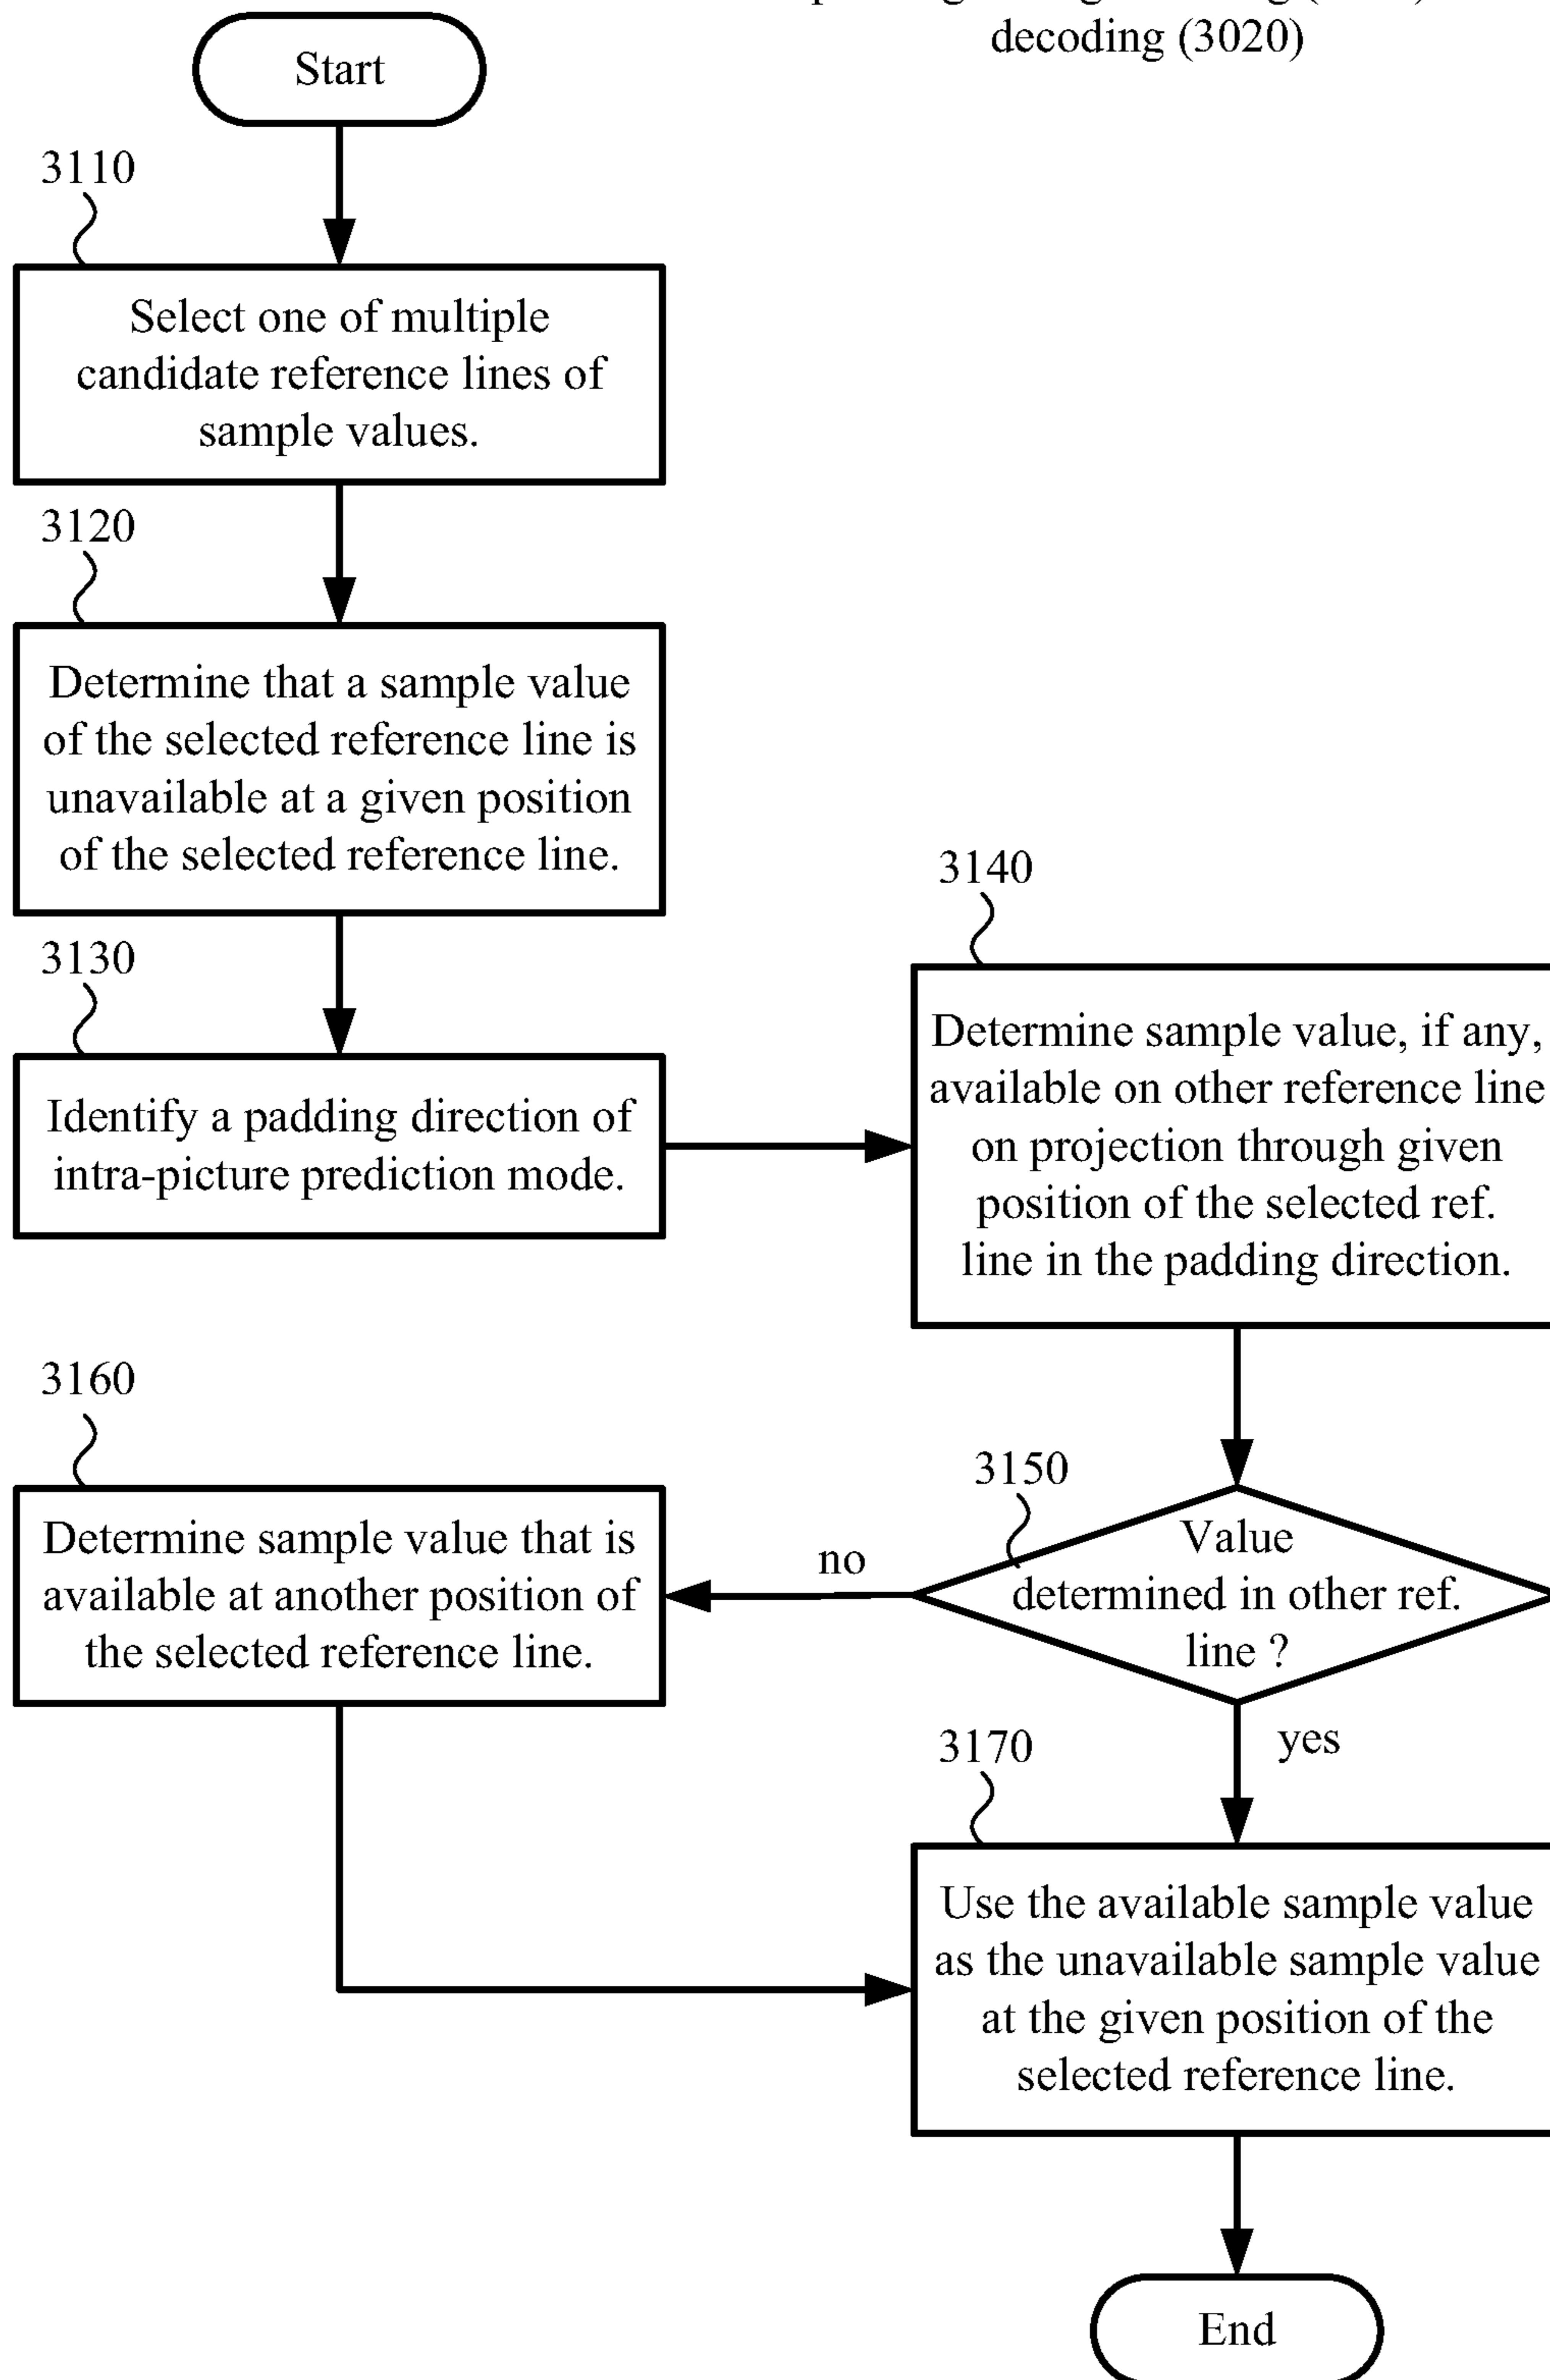 decoding (3020)
Start
3110
Select one of multiple
candidate reference lines of
sample values.
3120
Determine that a sample value
of the selected reference line is
unavailable at a given position
of the selected reference line.
3130
Identify a padding direction of
intra-picture prediction mode.
3140
Determine sample value, if any,
available on other reference line
on projection through given
position of the selected ref.
line in the padding direction.
3150
Value
determined in other ref.
line ?
no
yes
3160
Determine sample value that is
available at another position of
the selected reference line.
3170
Use the available sample value
as the unavailable sample value
at the given position of the
selected reference line.
End